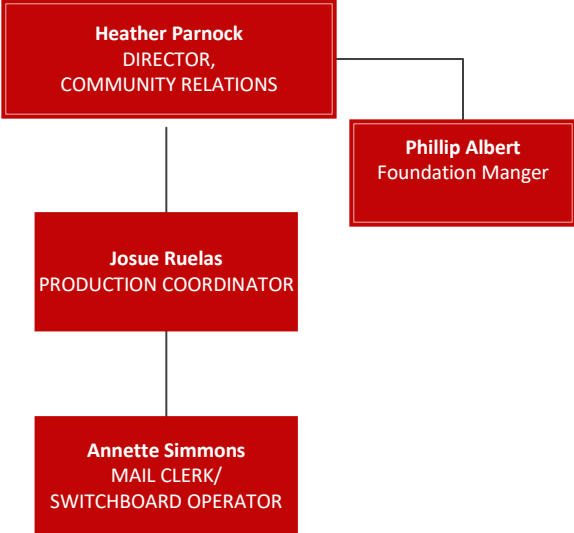 Heather Parnock
DIRECTOR,
COMMUNITY RELATIONS
Phillip Albert
Foundation Manger
Josue Ruelas
PRODUCTION COORDINATOR
Annette Simmons
MAIL CLERK/
SWITCHBOARD OPERATOR